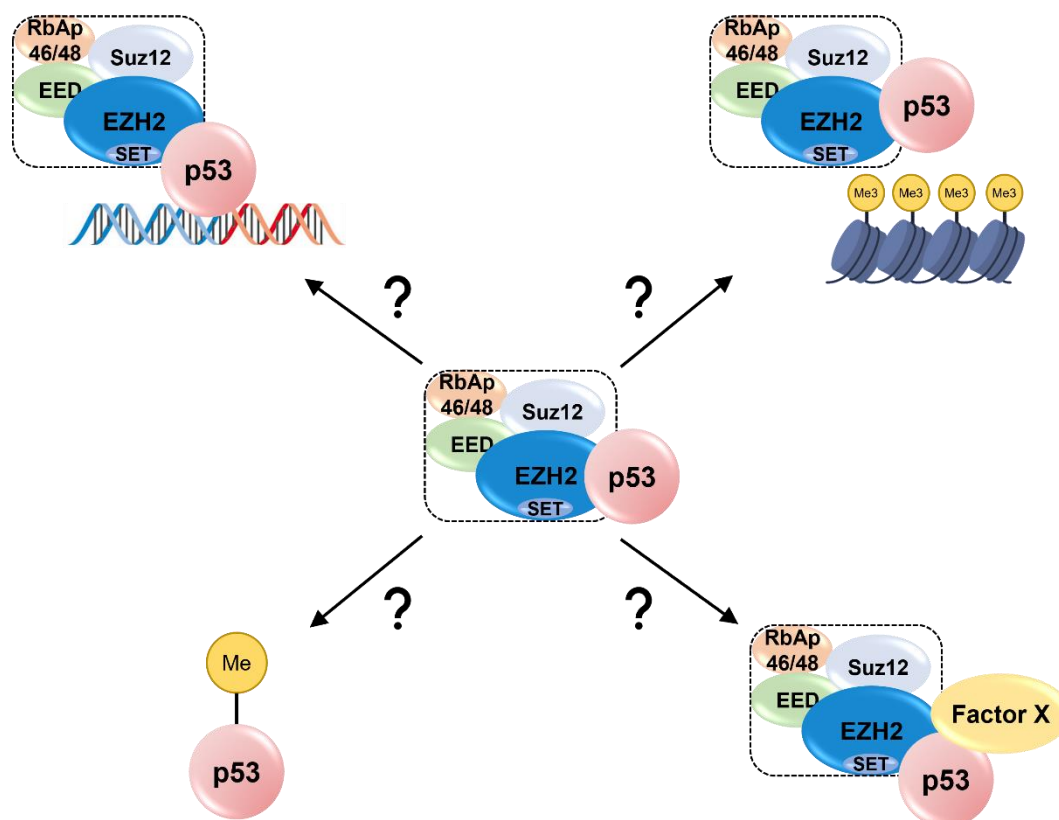 RbAp
46/48
Suz12
EED
EZH2
SET
p53
RbAp
46/48
Suz12
EED
EZH2
SET
p53
Me3
Me3
Me3
Me3
?
?
RbAp
46/48
Suz12
EED
EZH2
SET
p53
?
?
Me
p53
RbAp
46/48
Suz12
EED
EZH2
SET
Factor X
p53